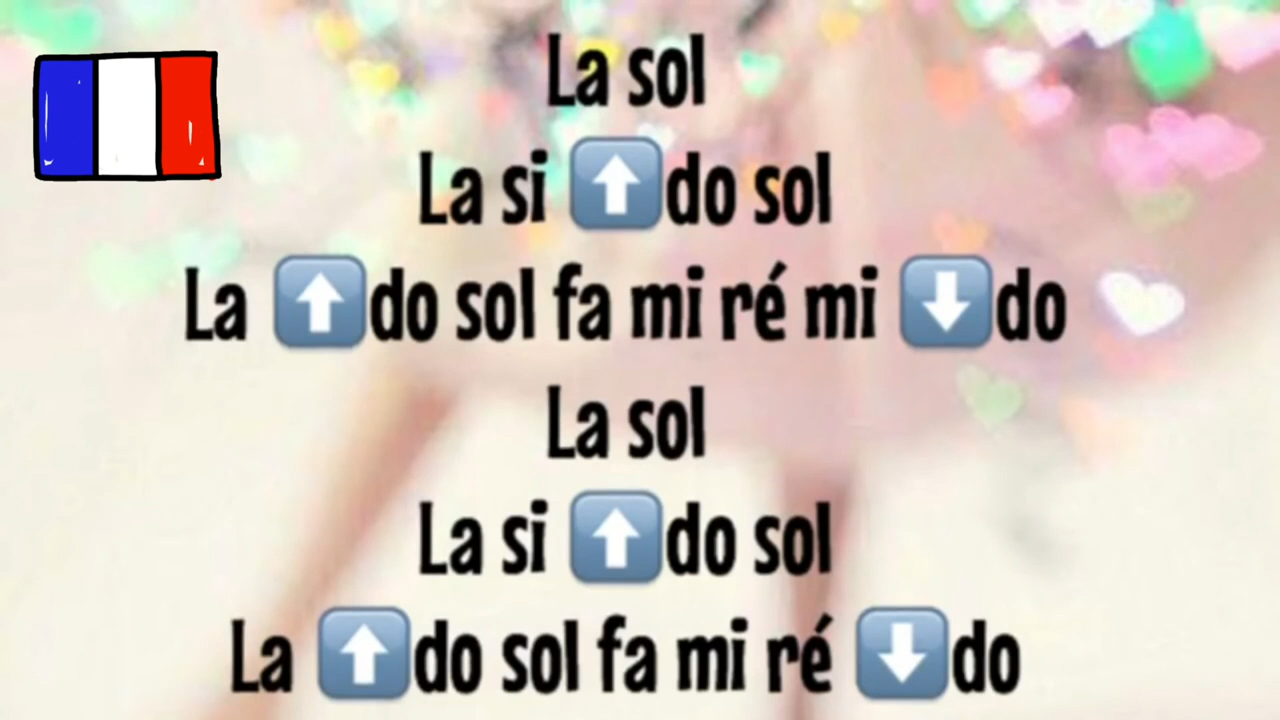 La sol
La si ⬆️do sol
La ⬆️do sol fa mi ré mi ⬇️do
La sol
La si ⬆️do sol
La ⬆️do sol fa mi ré ⬇️do